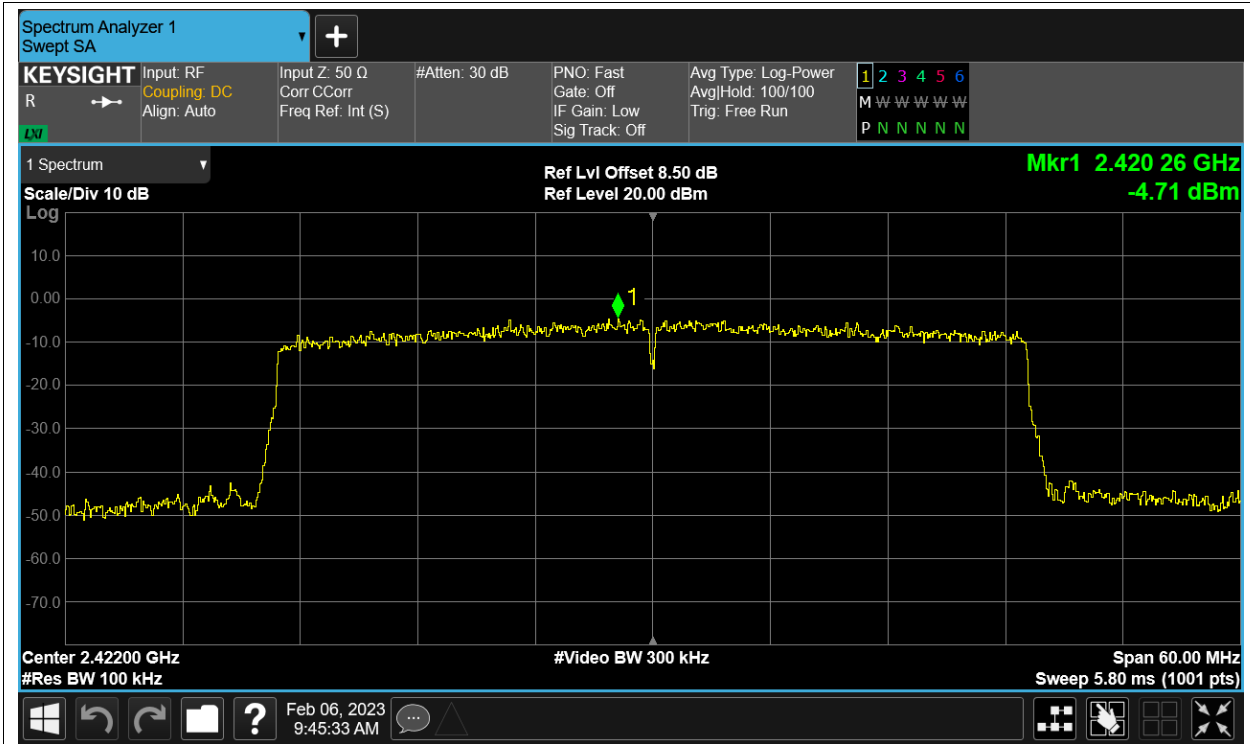 Spectrum Analyzer 1
Swept SA
+
KEYSIGHT
R
LXI
Input: RF
Coupling: DC
Align: Auto
Input Z: 50 Ω
Corr CCorr
Freq Ref: Int (S)
#Atten: 30 dB
PNO: Fast
Gate: Off
IF Gain: Low
Sig Track: Off
Avg Type: Log-Power
Avg|Hold: 100/100
Trig: Free Run
1 2 3 4 5 6
M W W W W W
P N N N N N
1 Spectrum
Scale/Div 10 dB
Ref Lvl Offset 8.50 dB
Ref Level 20.00 dBm
Mkr1 2.420 26 GHz
-4.71 dBm
Log
10.0
0.00
-10.0
-20.0
-30.0
-40.0
-50.0
-60.0
-70.0
1
Center 2.42200 GHz
#Res BW 100 kHz
#Video BW 300 kHz
Span 60.00 MHz
Sweep 5.80 ms (1001 pts)
?
Feb 06, 2023
9:45:33 AM